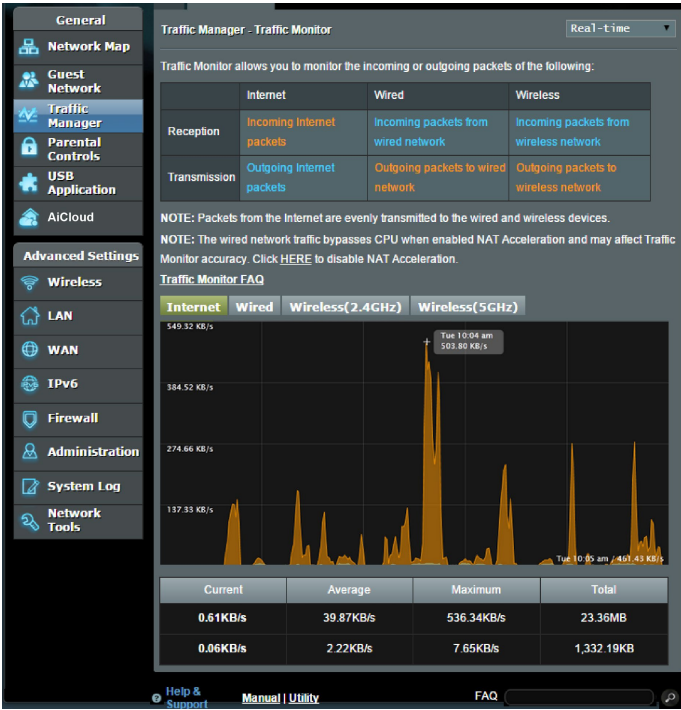 General
Network Map
Guest
Network
Traffic
Manager
Parental
Controls
USB
Application
AiCloud
Advanced Settings
Wireless
LAN
WAN
IPv6
Firewall
Administration
System Log
Network
Tools
Traffic Manager - Traffic Monitor
Real-time
Traffic Monitor allows you to monitor the incoming or outgoing packets of the following:
Internet Wired Wireless
Reception
Incoming Internet
packets
Incoming packets from
wired network
Incoming packets from
wireless network
Transmission
Outgoing Internet
packets
Outgoing packets to wired
network
Outgoing packets to
wireless network
NOTE: Packets from the Internet are evenly transmitted to the wired and wireless devices.
NOTE: The wired network traffic bypasses CPU when enabled NAT Acceleration and may affect Traffic
Monitor accuracy. Click HERE to disable NAT Acceleration.
Traffic Monitor FAQ
Internet Wired Wireless(2.4GHz) Wireless(5GHz)
549.32 KB/s
Tue 10:04 am
503.80 KB/s
384.52 KB/s
274.66 KB/s
137.33 KB/s
Tue 10:05 am / 461.43 KB/s
Current Average Maximum Total
0.61KB/s 39.87KB/s 536.34KB/s 23.36MB
0.06KB/s 2.22KB/s 7.65KB/s 1,332.19KB
Help &
Support
Manual | Utility
FAQ